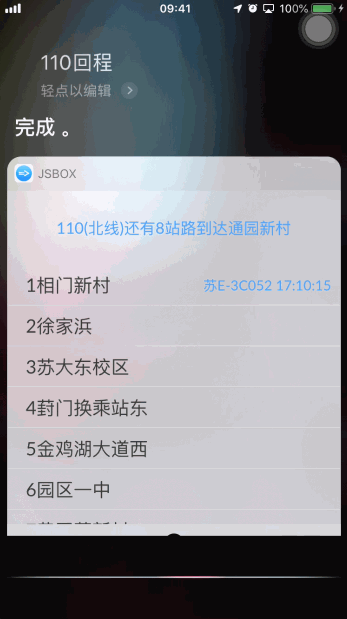 09:41
100%
110回程
轻点以编辑
完成 。
JSBOX
110(北线)还有8站路到达通园新村
1相门新村 苏E-3C052 17:10:15
2徐家浜
3苏大东校区
4葑门换乘站东
5金鸡湖大道西
6园区一中